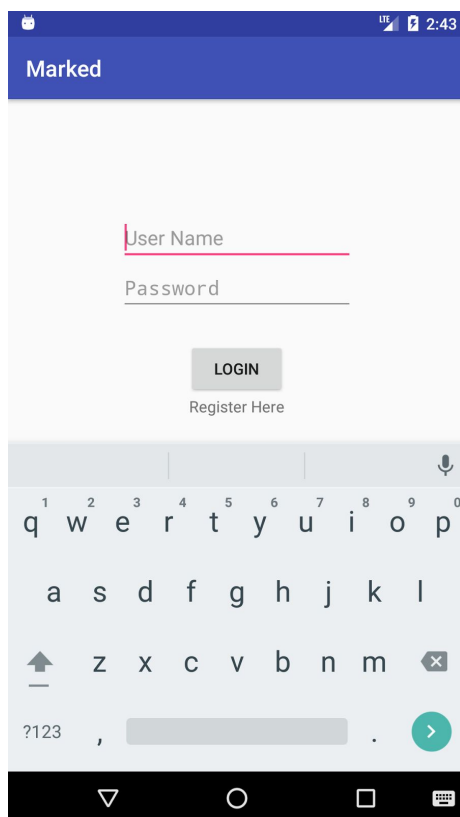 LTE 2:43
Marked
User Name
Password
LOGIN
Register Here
1 2 3 4 5 6 7 8 9 0
q w e r t y u i o p
a s d f g h j k l
z x c v b n m
?123 , .